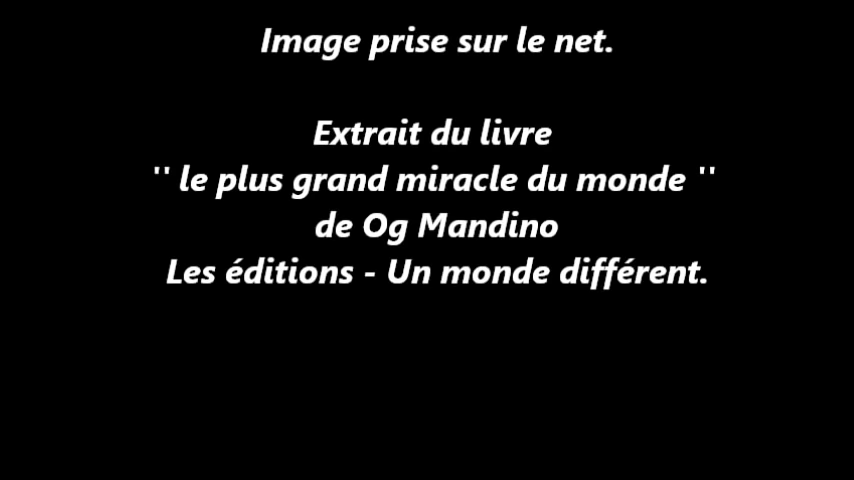 Image prise sur le net.
Extrait du livre
'' le plus grand miracle du monde ''
de Og Mandino
Les éditions - Un monde différent.